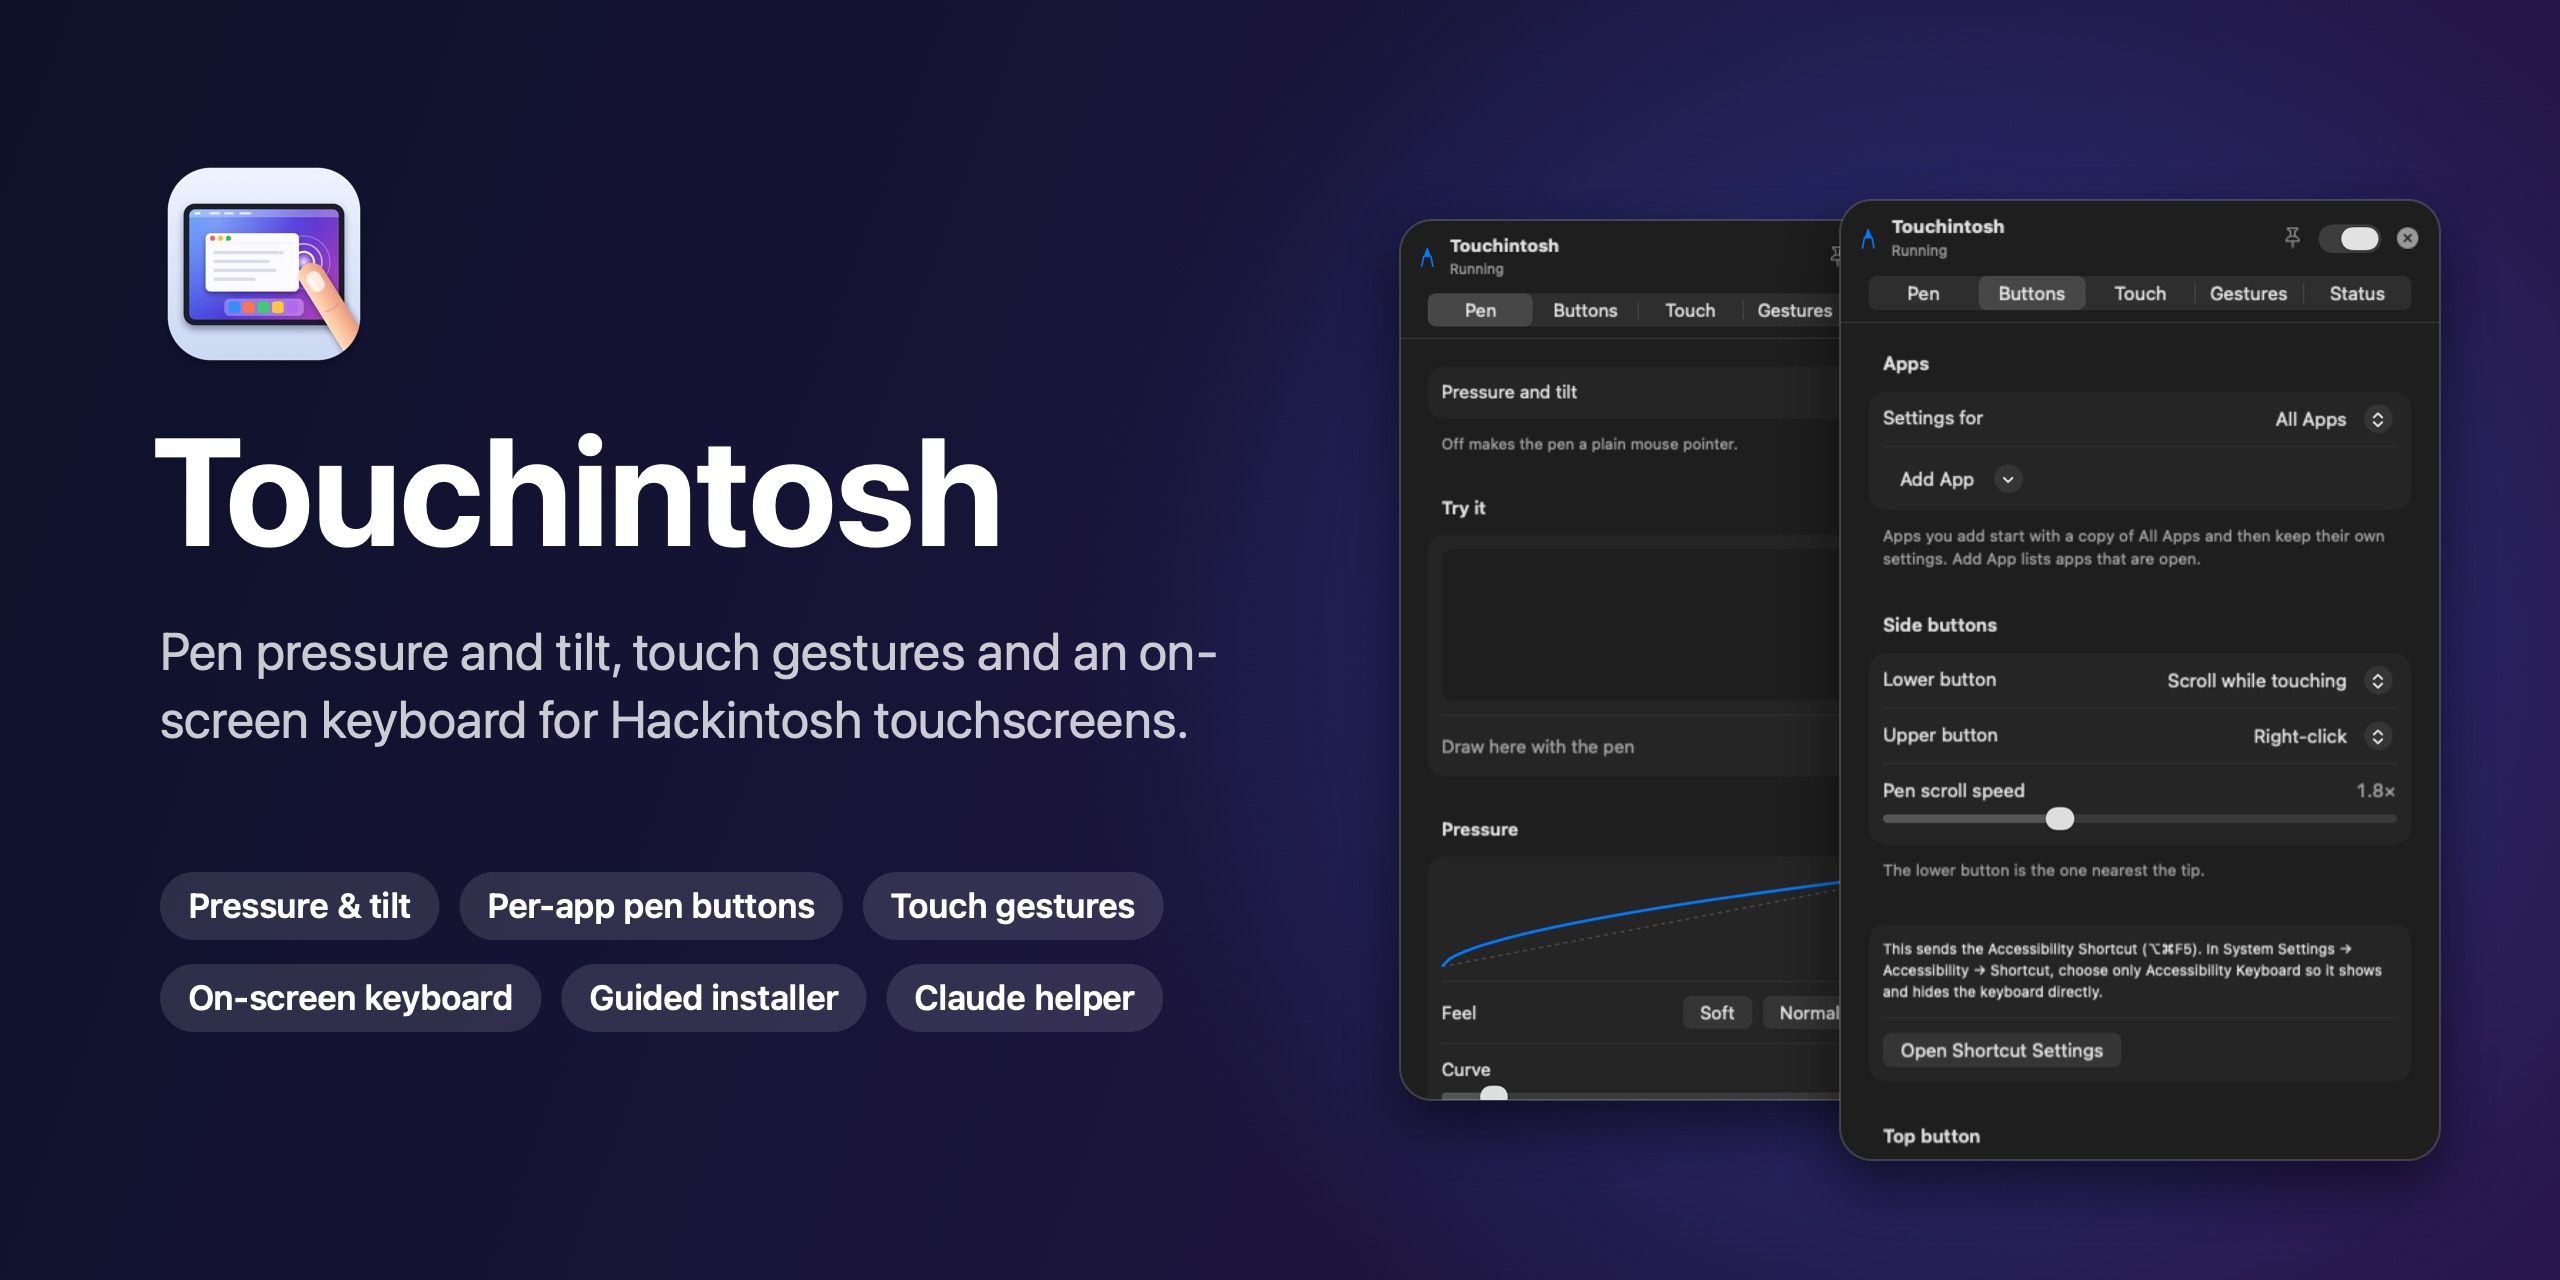 Touchintosh
Pen pressure and tilt, touch gestures and an on-
screen keyboard for Hackintosh touchscreens.
Pressure & tilt
Per-app pen buttons
Touch gestures
On-screen keyboard
Guided installer
Claude helper
Touchintosh
Running
Pen
Buttons
Touch
Gestures
Pressure and tilt
Off makes the pen a plain mouse pointer.
Try it
Draw here with the pen
Pressure
Feel
Soft
Normal
Curve
Touchintosh
Running
Pen
Buttons
Touch
Gestures
Status
Apps
Settings for
All Apps
Add App
Apps you add start with a copy of All Apps and then keep their own
settings. Add App lists apps that are open.
Side buttons
Lower button
Scroll while touching
Upper button
Right-click
Pen scroll speed
1.8×
The lower button is the one nearest the tip.
This sends the Accessibility Shortcut (⌥⌘F5). In System Settings →
Accessibility → Shortcut, choose only Accessibility Keyboard so it shows
and hides the keyboard directly.
Open Shortcut Settings
Top button